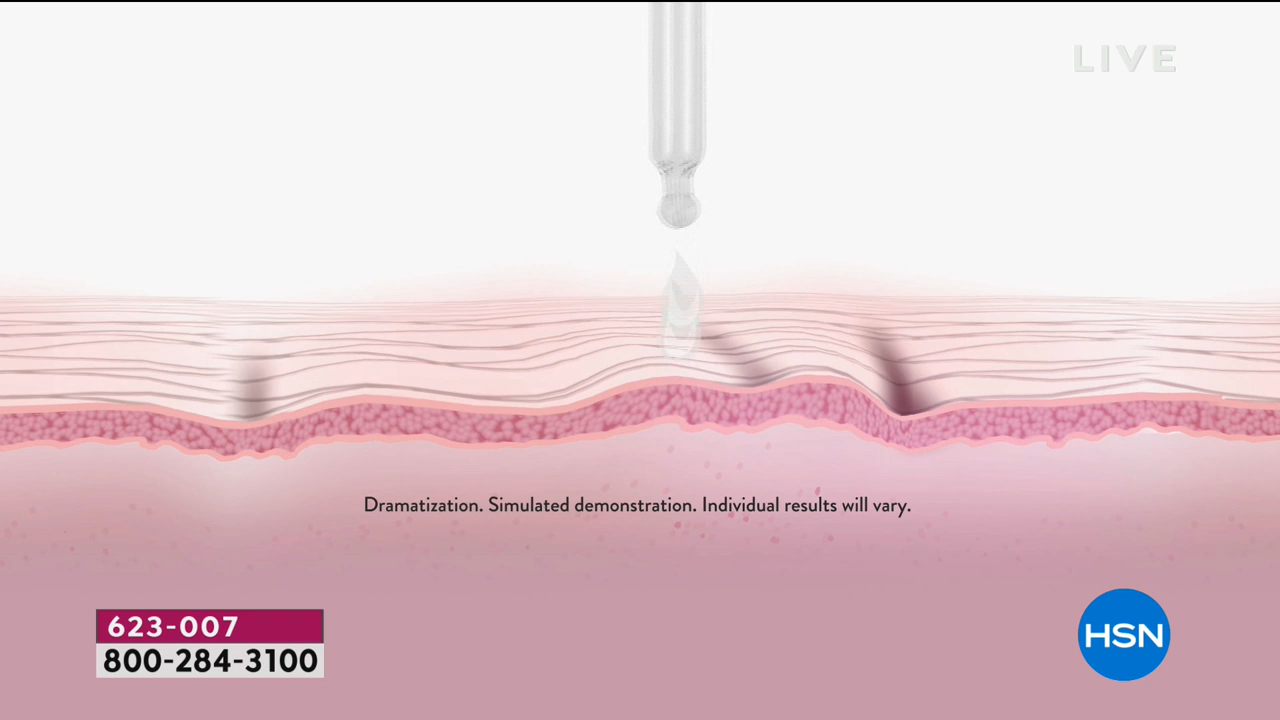 LIVE
Dramatization. Simulated demonstration. Individual results will vary.
623-007
800-284-3100
HSN